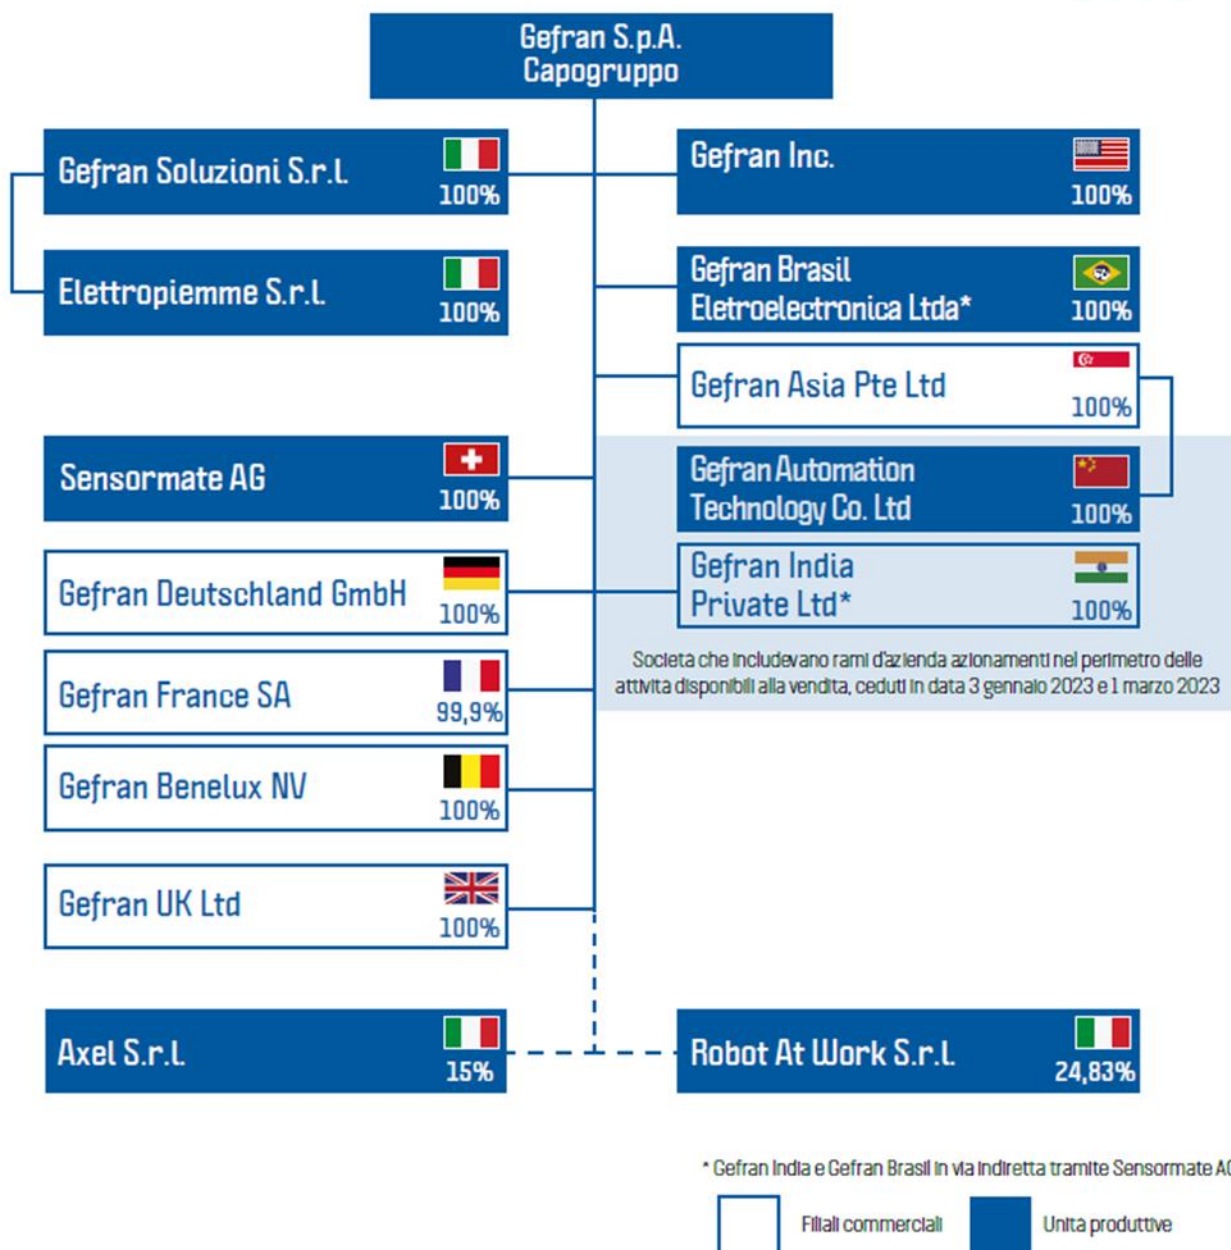 Gefran S.p.A.
Capogruppo
Gefran Soluzioni S.r.l.
100%
Gefran Inc.
100%
Elettropiemme S.r.l.
100%
Gefran Brasil
Eletroelectronica Ltda*
100%
Gefran Asia Pte Ltd
100%
Sensormate AG
100%
Gefran Automation
Technology Co. Ltd
100%
Gefran Deutschland GmbH
100%
Gefran India
Private Ltd*
100%
Società che includevano rami d'azienda azionamenti nel perimetro delle
attività disponibili alla vendita, ceduti in data 3 gennaio 2023 e 1 marzo 2023
Gefran France SA
99,9%
Gefran Benelux NV
100%
Gefran UK Ltd
100%
Axel S.r.l.
15%
Robot At Work S.r.l.
24,83%
* Gefran India e Gefran Brasil in via indiretta tramite Sensormate AG
Filiali commerciali
Unità produttive